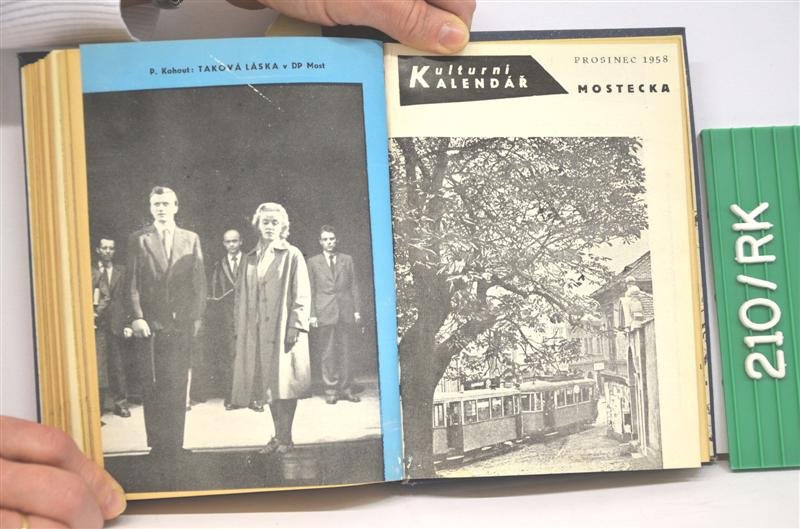 P. Kohout: TAKOVÁ LÁSKA v DP Most
Kulturní
KALENDÁŘ
PROSINEC 1958
MOSTECKA
210/RK